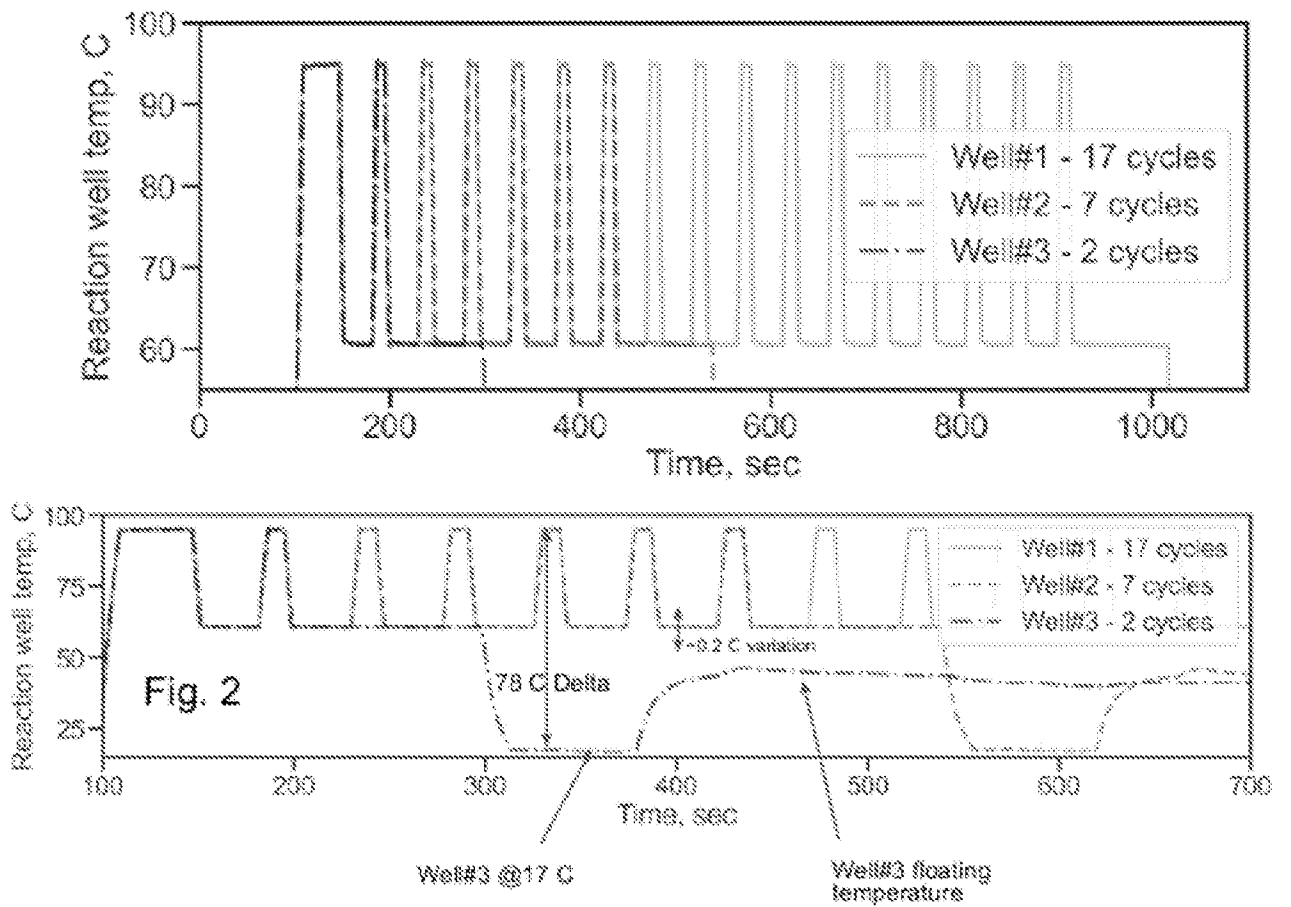 100
90
80
70
60
Reaction well temp, C
Well#1 - 17 cycles
Well#2 - 7 cycles
Well#3 - 2 cycles
0 200 400 600 800 1000
Time, sec
100
75
50
25
Reaction well temp, C
Well#1 - 17 cycles
Well#2 - 7 cycles
Well#3 - 2 cycles
~0.2 C variation
78 C Delta
Fig. 2
100 200 300 400 500 600 700
Time, sec
Well#3 @17 C
Well#3 floating
temperature